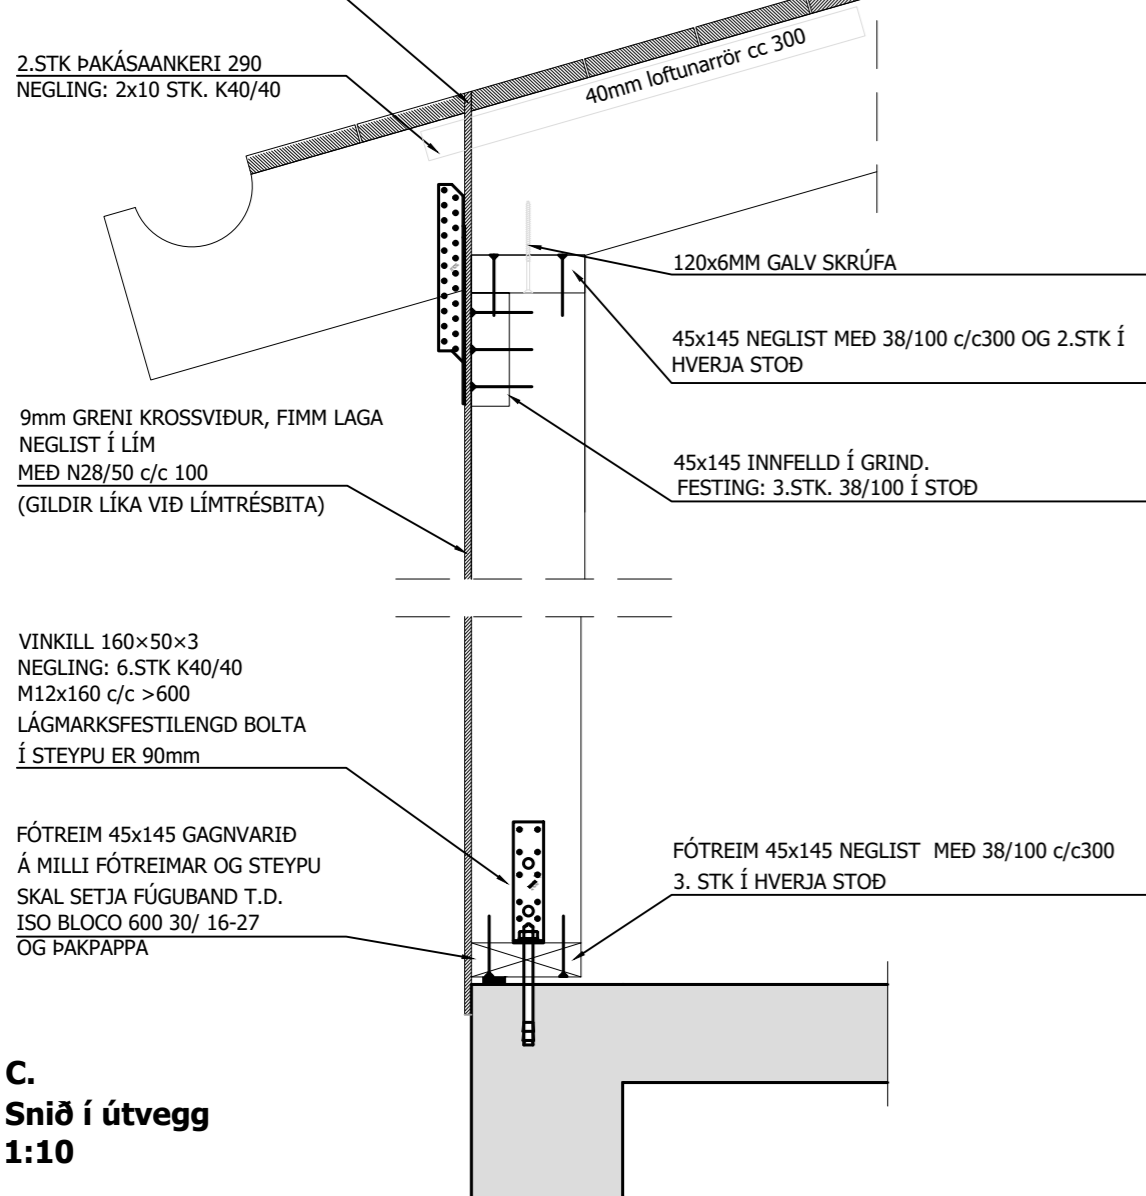 2.STK ÞAKÁSAANKERI 290
NEGLING: 2x10 STK. K40/40
40mm loftunarrör cc 300
120x6MM GALV SKRÚFA
45x145 NEGLIST MEÐ 38/100 c/c300 OG 2.STK Í
HVERJA STOÐ
9mm GRENI KROSSVIÐUR, FIMM LAGA
NEGLIST Í LÍM
MEÐ N28/50 c/c 100
(GILDIR LÍKA VIÐ LÍMTRÉSBITA)
45x145 INNFELLD Í GRIND.
FESTING: 3.STK. 38/100 Í STOÐ
VINKILL 160×50×3
NEGLING: 6.STK K40/40
M12x160 c/c >600
LÁGMARKSFESTILENGD BOLTA
Í STEYPU ER 90mm
FÓTREIM 45x145 GAGNVARIÐ
Á MILLI FÓTREIMAR OG STEYPU
SKAL SETJA FÚGUBAND T.D.
ISO BLOCO 600 30/ 16-27
OG ÞAKPAPPA
FÓTREIM 45x145 NEGLIST  MEÐ 38/100 c/c300
3. STK Í HVERJA STOÐ
C.
Snið í útvegg
1:10